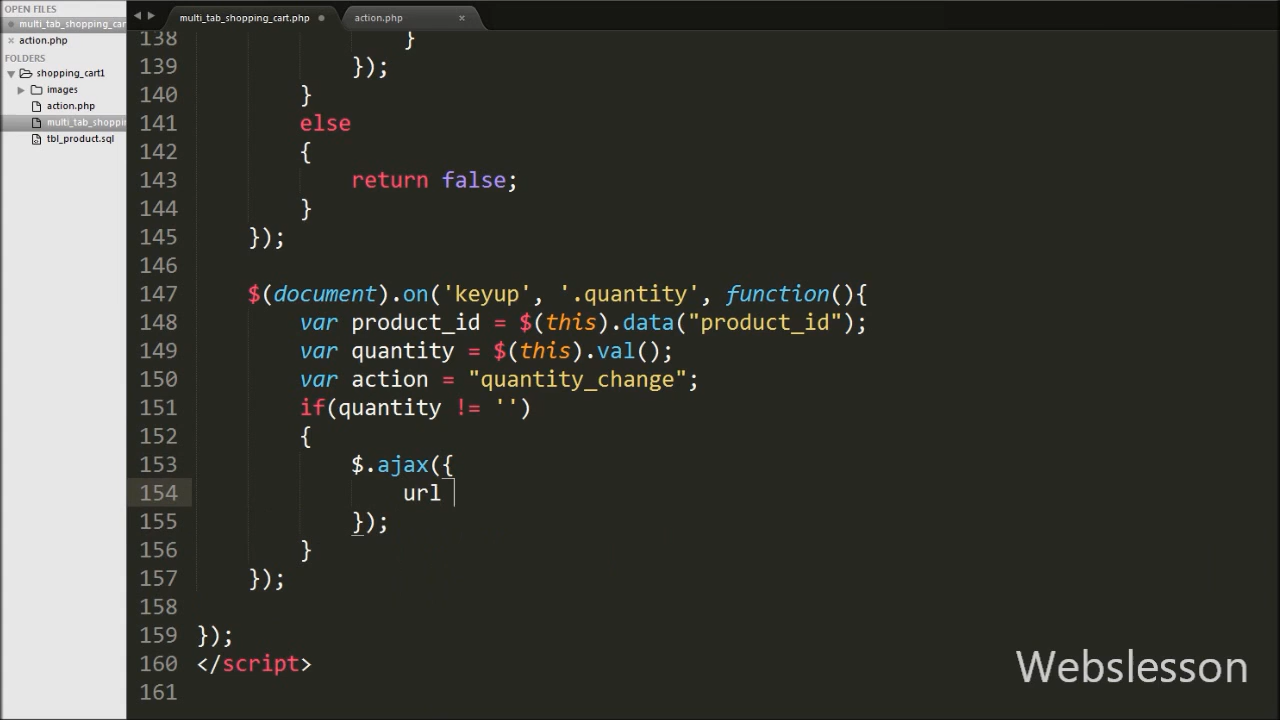 OPEN FILES
multi_tab_shopping_car
× action.php
FOLDERS
shopping_cart1
images
action.php
multi_tab_shoppin
tbl_product.sql
multi_tab_shopping_cart.php
action.php ×
138 }
139 });
140 }
141 else
142 {
143 return false;
144 }
145 });
146
147 $(document).on('keyup', '.quantity', function(){
148 var product_id = $(this).data("product_id");
149 var quantity = $(this).val();
150 var action = "quantity_change";
151 if(quantity != '')
152 {
153 $.ajax({
154 url
155 });
156 }
157 });
158
159 });
160 </script>
161
Webslesson